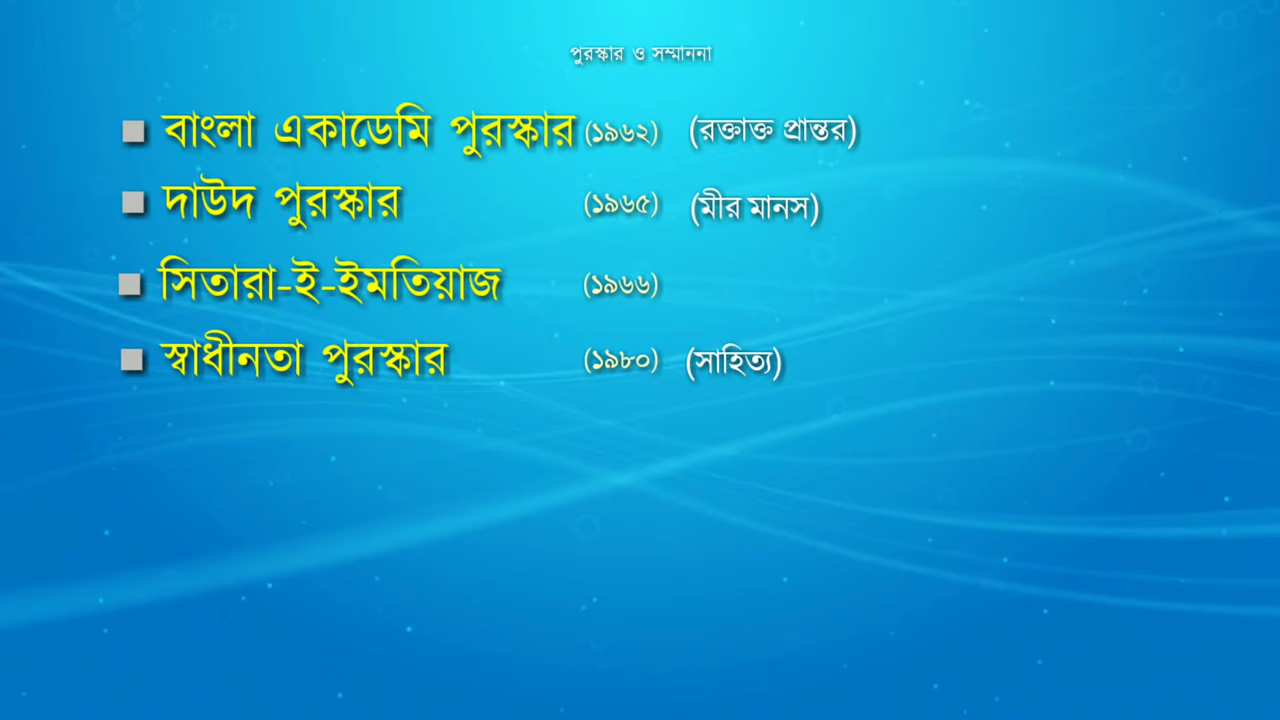 পুরস্কার ও সম্মাননা
বাংলা একাডেমি পুরস্কার (১৯৬২) (রক্তাক্ত প্রান্তর)
দাউদ পুরস্কার (১৯৬৫) (মীর মানস)
সিতারা-ই-ইমতিয়াজ (১৯৬৬)
স্বাধীনতা পুরস্কার (১৯৮০) (সাহিত্য)